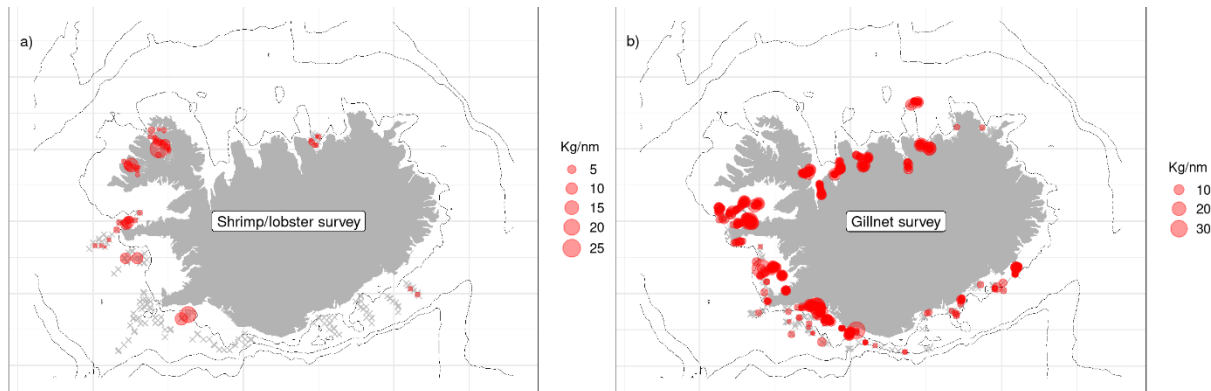 a)
Shrimp/lobster survey
Kg/nm
5
10
15
20
25
b)
Gillnet survey
Kg/nm
10
20
30